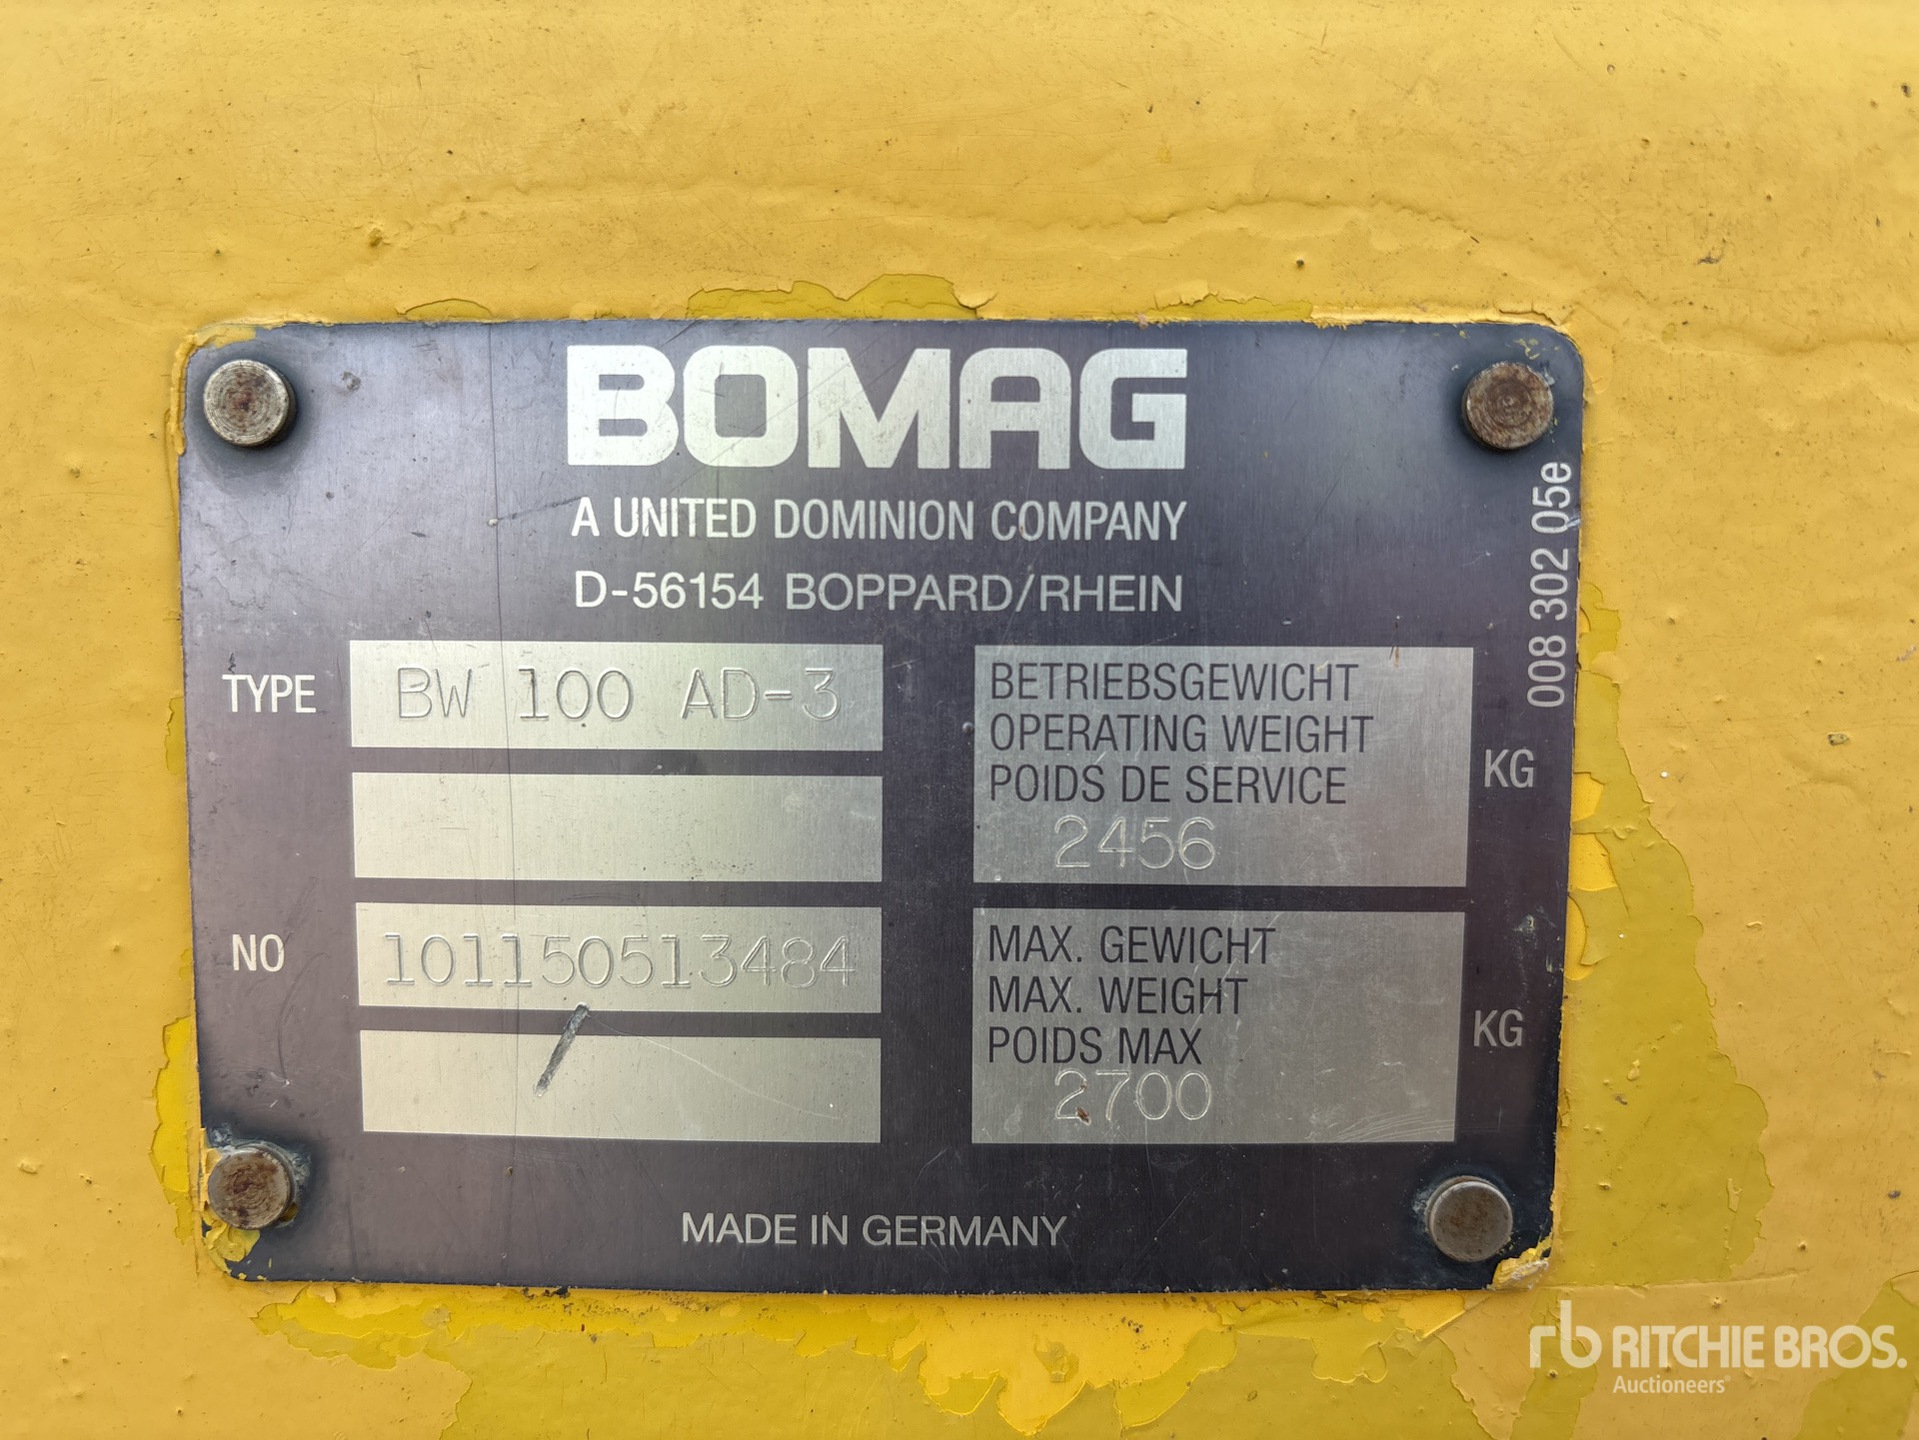 BOMAG
A UNITED DOMINION COMPANY
D-56154 BOPPARD/RHEIN
TYPE BW 100 AD-3
NO 101150513484
BETRIEBSGEWICHT
OPERATING WEIGHT
POIDS DE SERVICE
2456 KG
MAX. GEWICHT
MAX. WEIGHT
POIDS MAX
2700 KG
008 302 05e
MADE IN GERMANY
rb RITCHIE BROS.
Auctioneers